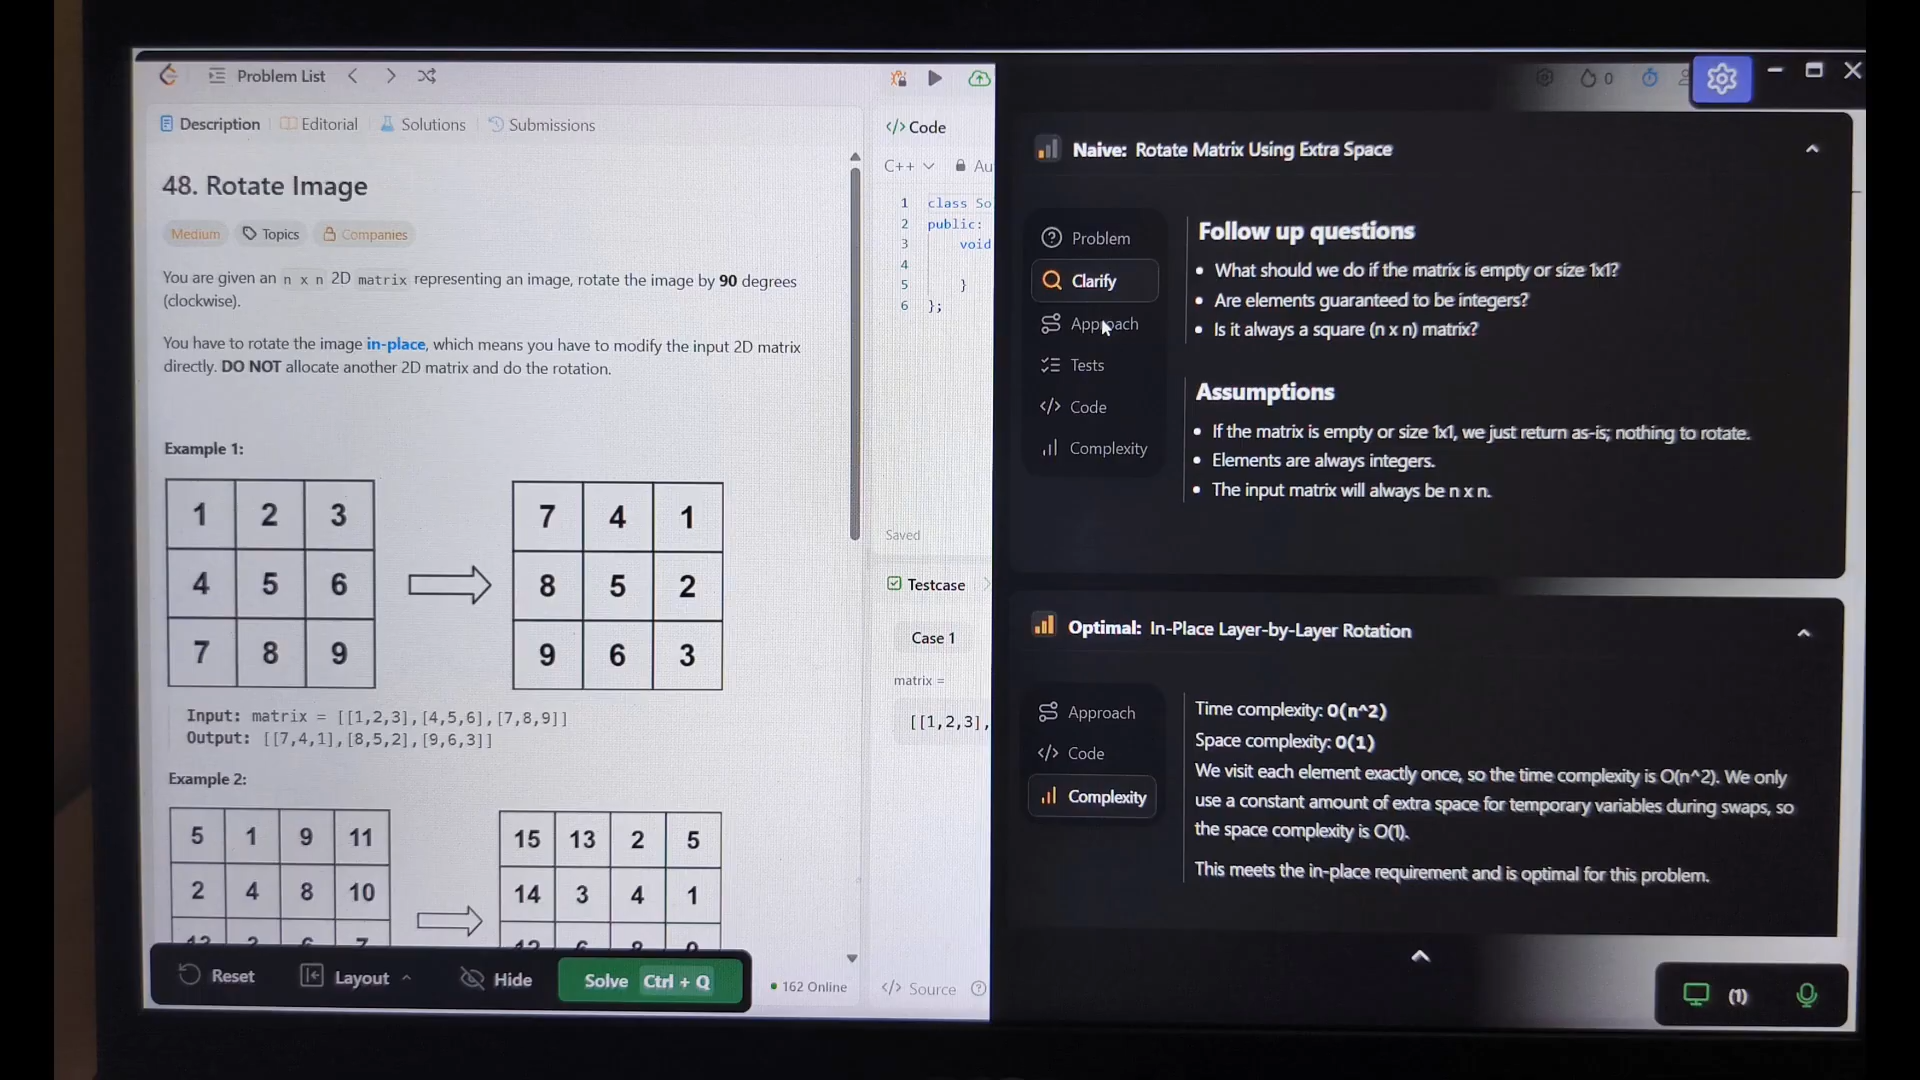 Problem List
Description
Editorial
Solutions
Submissions
48. Rotate Image
Medium
Topics
Companies
You are given an n x n 2D matrix representing an image, rotate the image by 90 degrees
(clockwise).
You have to rotate the image in-place, which means you have to modify the input 2D matrix
directly. DO NOT allocate another 2D matrix and do the rotation.
Example 1:
1 2 3
4 5 6
7 8 9
7 4 1
8 5 2
9 6 3
Input: matrix = [[1,2,3],[4,5,6],[7,8,9]]
Output: [[7,4,1],[8,5,2],[9,6,3]]
Example 2:
5 1 9 11
2 4 8 10
15 13 2 5
14 3 4 1
Reset
Layout
Hide
Solve Ctrl + Q
162 Online
</> Source
</> Code
C++
Au
1 class So
2 public:
3 void
4
5 }
6 };
Saved
Testcase
Case 1
matrix =
[[1,2,3],
0
Naive: Rotate Matrix Using Extra Space
Problem
Clarify
Approach
Tests
</> Code
Complexity
Follow up questions
• What should we do if the matrix is empty or size 1x1?
• Are elements guaranteed to be integers?
• Is it always a square (n x n) matrix?
Assumptions
• If the matrix is empty or size 1x1, we just return as-is; nothing to rotate.
• Elements are always integers.
• The input matrix will always be n x n.
Optimal: In-Place Layer-by-Layer Rotation
Approach
</> Code
Complexity
Time complexity: O(n^2)
Space complexity: O(1)
We visit each element exactly once, so the time complexity is O(n^2). We only
use a constant amount of extra space for temporary variables during swaps, so
the space complexity is O(1).
This meets the in-place requirement and is optimal for this problem.
(1)